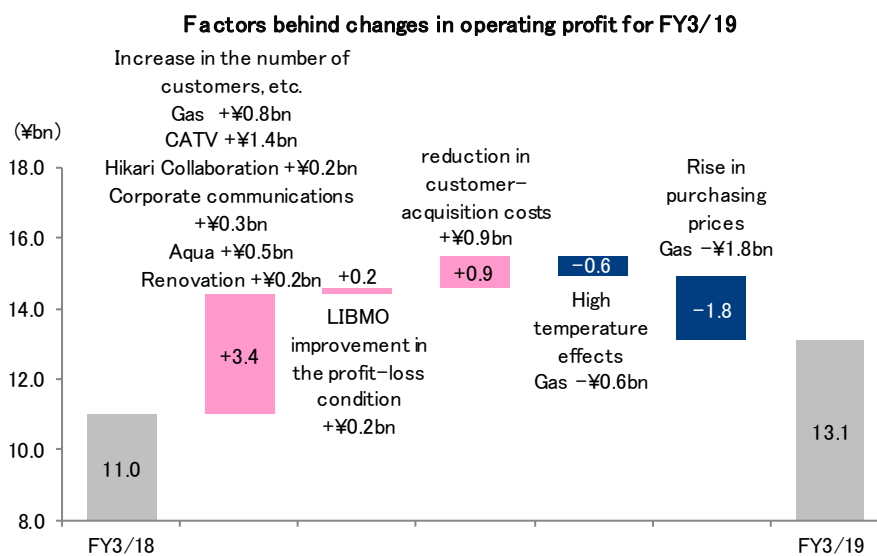 Factors behind changes in operating profit for FY3/19
Increase in the number of
customers, etc.
Gas +¥0.8bn
CATV +¥1.4bn
Hikari Collaboration +¥0.2bn
Corporate communications
+¥0.3bn
Aqua +¥0.5bn
Renovation +¥0.2bn
(¥bn)
18.0
16.0
14.0
12.0
10.0
8.0
11.0
+3.4
+0.2
LIBMO
improvement in
the profit-loss
condition
+¥0.2bn
reduction in
customer-
acquisition costs
+¥0.9bn
+0.9
-0.6
High
temperature
effects
Gas -¥0.6bn
Rise in
purchasing
prices
Gas -¥1.8bn
-1.8
13.1
FY3/18
FY3/19